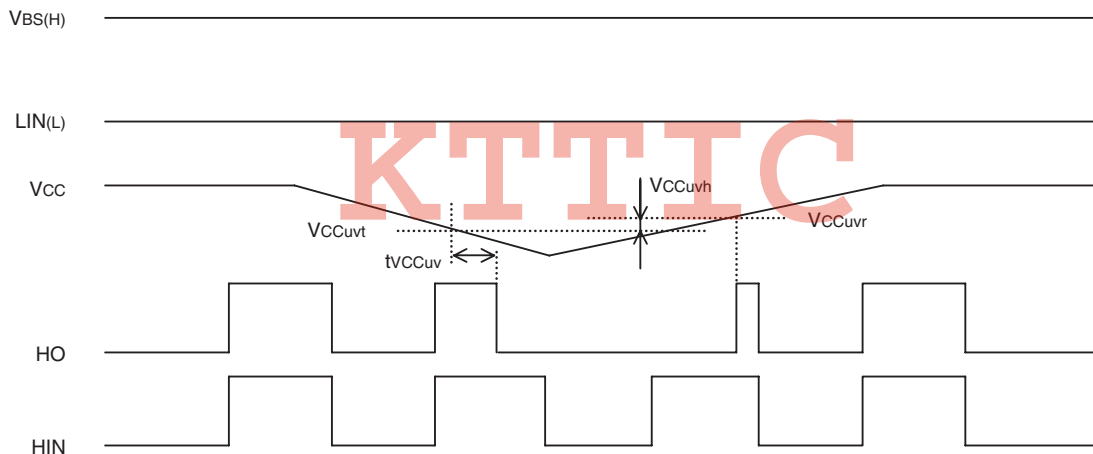 VBS(H)
LIN(L)
KTTIC
VCC
VCCuvh
VCCuvt
VCCuvr
tVCCuv
HO
HIN